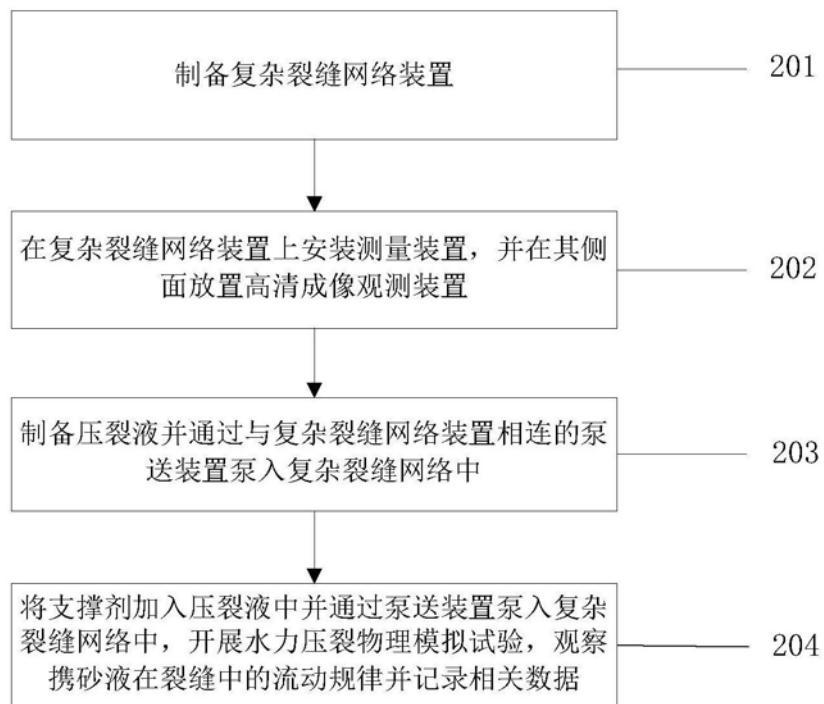 制备复杂裂缝网络装置
201
在复杂裂缝网络装置上安装测量装置，并在其侧
面放置高清成像观测装置
202
制备压裂液并通过与复杂裂缝网络装置相连的泵
送装置泵入复杂裂缝网络中
203
将支撑剂加入压裂液中并通过泵送装置泵入复杂
裂缝网络中，开展水力压裂物理模拟试验，观察
携砂液在裂缝中的流动规律并记录相关数据
204